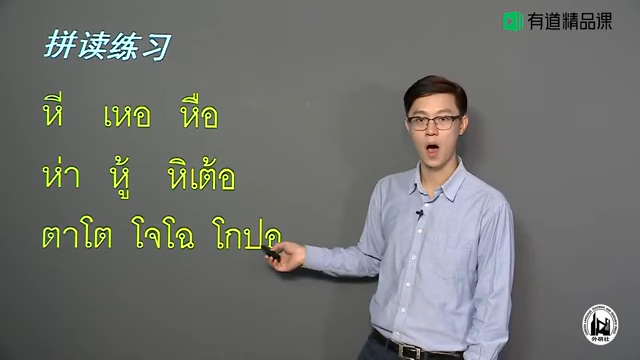 有道精品课
拼读练习
หี เหอ หือ
ห่า หู้ หิเต้อ
ตาโต โจโฉ โกปอ
外研社